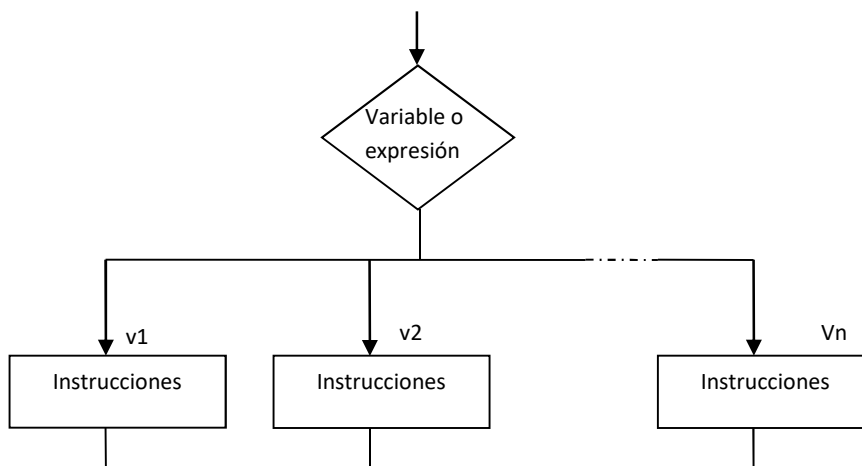 Variable o
expresión
v1
v2
Vn
Instrucciones
Instrucciones
Instrucciones